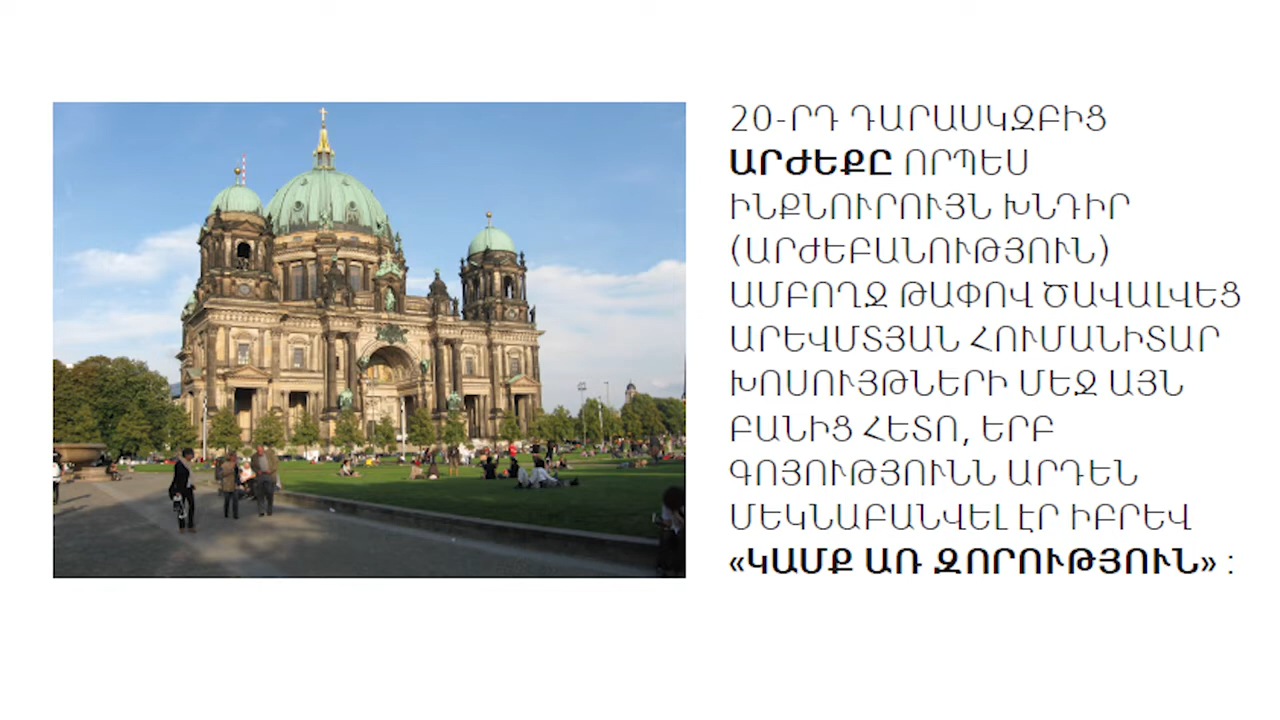 20-ՐԴ ԴԱՐԱՍԿԶԲԻՑ
ԱՐԺԵՔԸ ՈՐՊԵՍ
ԻՆՔՆՈՒՐՈՒՅՆ ԽՆԴԻՐ
(ԱՐԺԵԲԱՆՈՒԹՅՈՒՆ)
ԱՄԲՈՂՋ ԹԱՓՈՎ ԾԱՎԱԼՎԵՑ
ԱՐԵՎՄՏՅԱՆ ՀՈՒՄԱՆԻՏԱՐ
ԽՈՍՈՒՅԹՆԵՐԻ ՄԵՋ ԱՅՆ
ԲԱՆԻՑ ՀԵՏՈ, ԵՐԲ
ԳՈՅՈՒԹՅՈՒՆՆ ԱՐԴԵՆ
ՄԵԿՆԱԲԱՆՎԵԼ ԷՐ ԻԲՐԵՎ
«ԿԱՄՔ ԱՌ ԶՈՐՈՒԹՅՈՒՆ» :